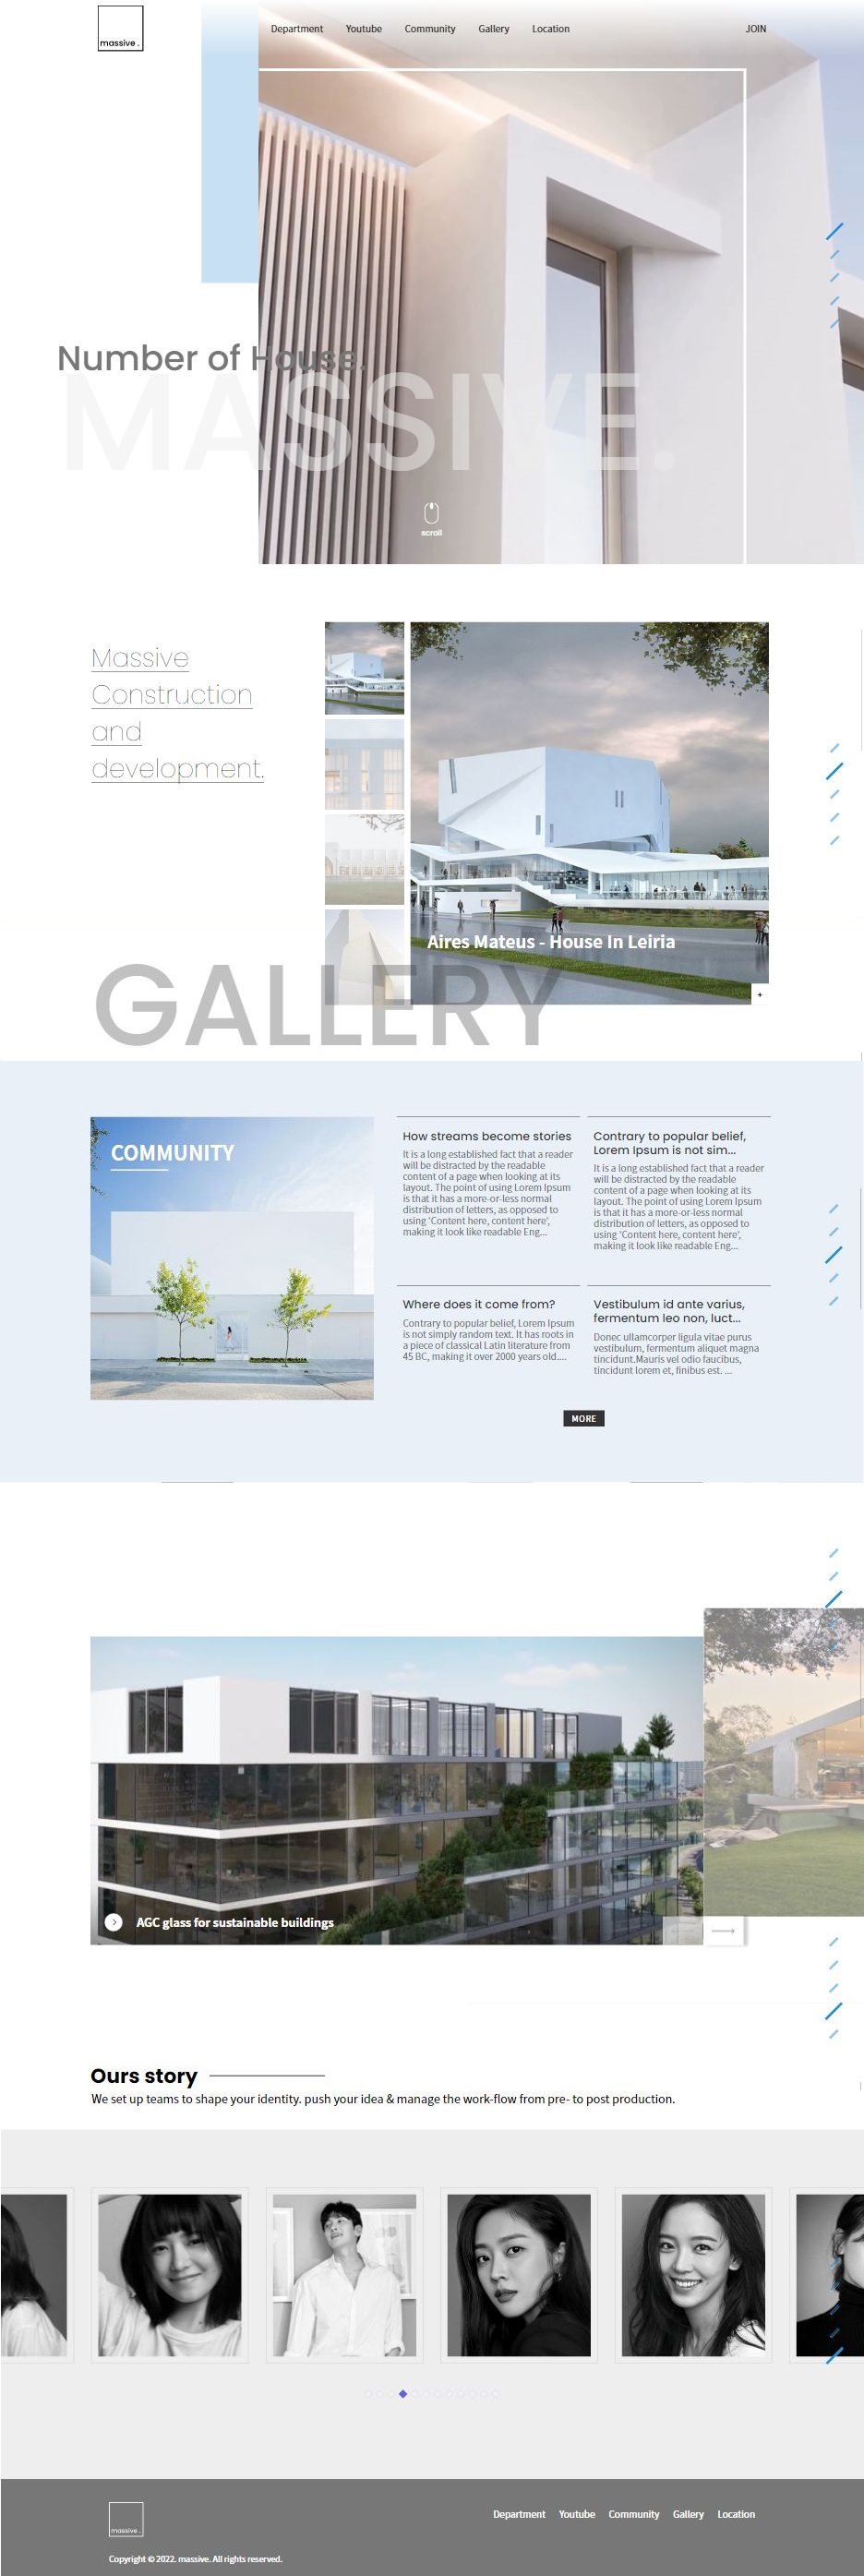 massive .
Department Youtube Community Gallery Location JOIN
Number of House.
MASSIVE.
scroll
Massive
Construction
and
development.
Aires Mateus - House In Leiria
+
GALLERY
COMMUNITY
How streams become stories
It is a long established fact that a reader
will be distracted by the readable
content of a page when looking at its
layout. The point of using Lorem Ipsum
is that it has a more-or-less normal
distribution of letters, as opposed to
using 'Content here, content here',
making it look like readable Eng...
Contrary to popular belief,
Lorem Ipsum is not sim...
It is a long established fact that a reader
will be distracted by the readable
content of a page when looking at its
layout. The point of using Lorem Ipsum
is that it has a more-or-less normal
distribution of letters, as opposed to
using 'Content here, content here',
making it look like readable Eng...
Where does it come from?
Contrary to popular belief, Lorem Ipsum
is not simply random text. It has roots in
a piece of classical Latin literature from
45 BC, making it over 2000 years old....
Vestibulum id ante varius,
fermentum leo non, luct...
Donec ullamcorper ligula vitae purus
vestibulum, fermentum aliquet magna
tincidunt.Mauris vel odio faucibus,
tincidunt lorem et, finibus est. ...
MORE
AGC glass for sustainable buildings
Ours story
We set up teams to shape your identity. push your idea & manage the work-flow from pre- to post production.
massive .
Department Youtube Community Gallery Location
Copyright © 2022. massive. All rights reserved.